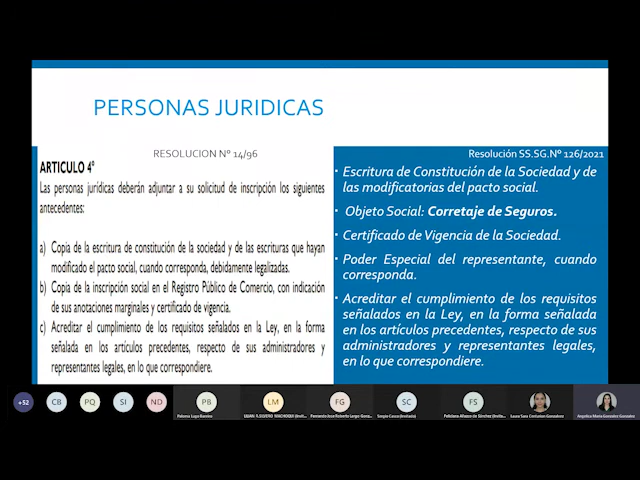 PERSONAS JURIDICAS
RESOLUCION Nº 14/96
ARTICULO 4º
Las personas jurídicas deberán adjuntar a su solicitud de inscripción los siguientes
antecedentes:
a) Copia de la escritura de constitución de la sociedad y de las escrituras que hayan
modificado el pacto social, cuando corresponda, debidamente legalizadas.
b) Copia de la inscripción social en el Registro Público de Comercio, con indicación
de sus anotaciones marginales y certificado de vigencia.
c) Acreditar el cumplimiento de los requisitos señalados en la Ley, en la forma
señalada en los artículos precedentes, respecto de sus administradores y
representantes legales, en lo que correspondiere.
Resolución SS.SG.Nº 126/2021
• Escritura de Constitución de la Sociedad y de
las modificatorias del pacto social.
• Objeto Social: Corretaje de Seguros.
• Certificado de Vigencia de la Sociedad.
• Poder Especial del representante, cuando
corresponda.
• Acreditar el cumplimiento de los requisitos
señalados en la Ley, en la forma señalada
en los artículos precedentes, respecto de sus
administradores y representantes legales,
en lo que correspondiere.
+52
CB
PQ
SI
ND
PB
LM
FG
SC
FS